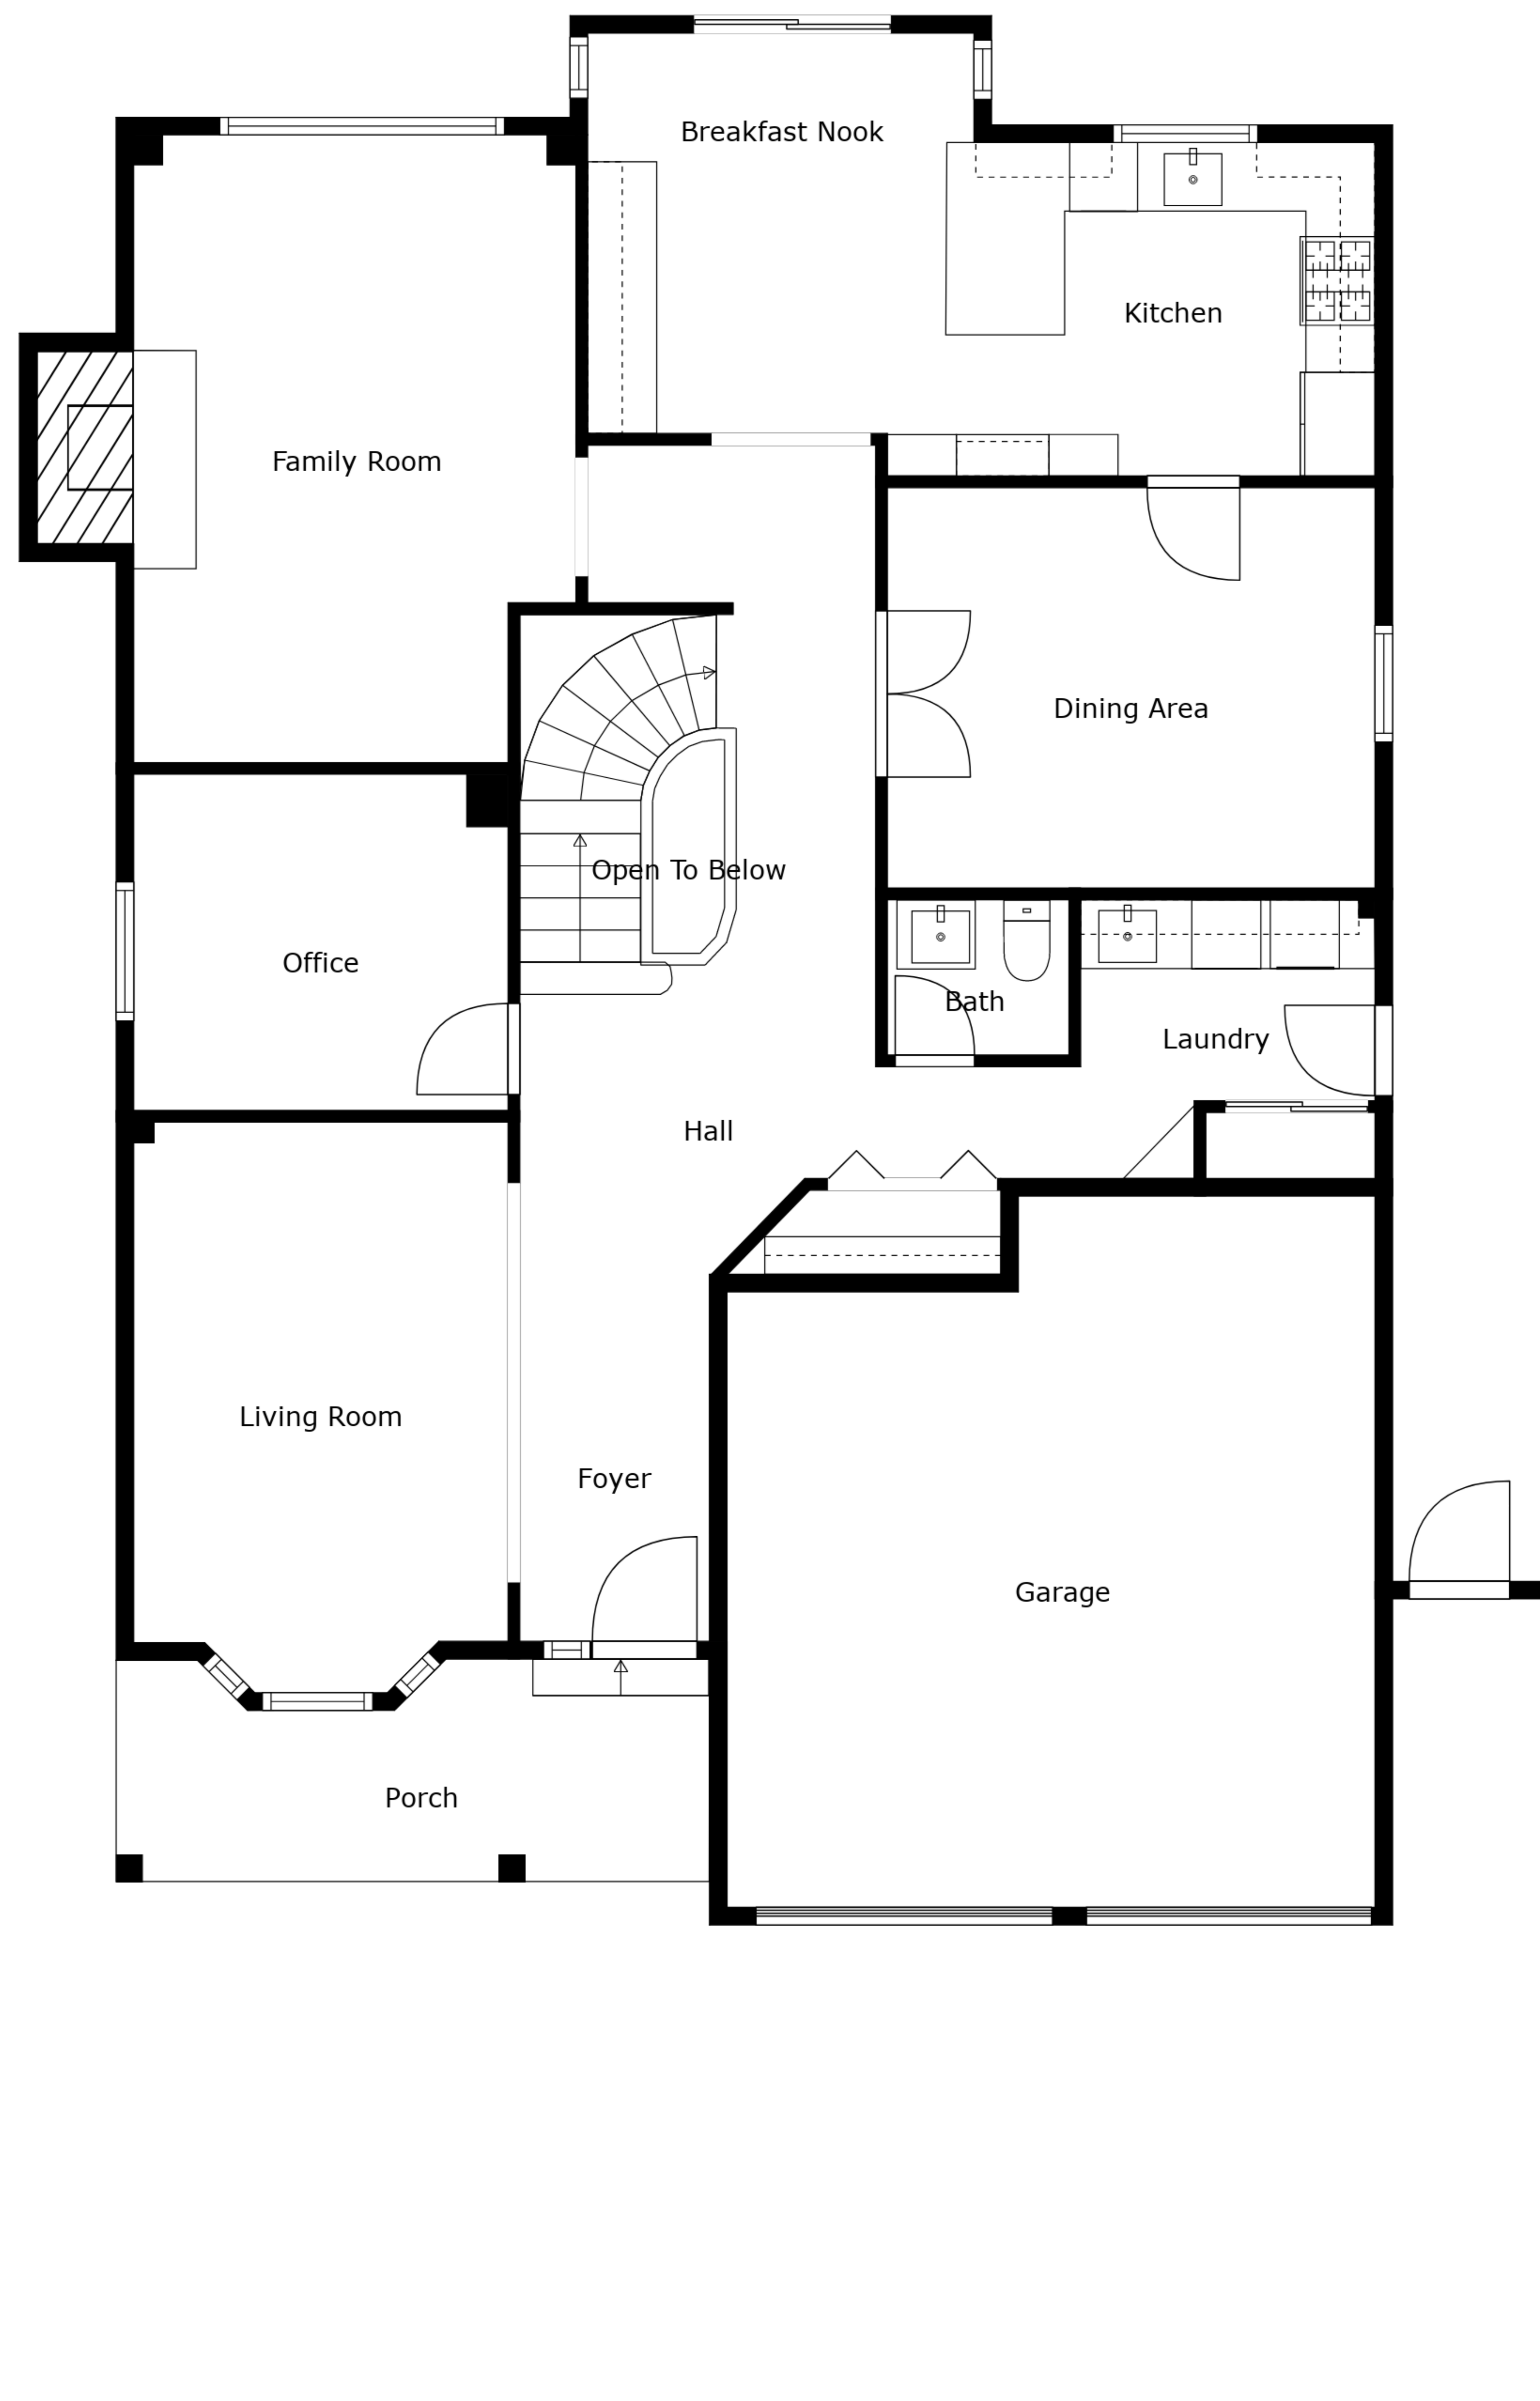 Breakfast Nook
Kitchen
Family Room
Dining Area
Open To Below
Office
Bath
Laundry
Hall
Living Room
Foyer
Garage
Porch